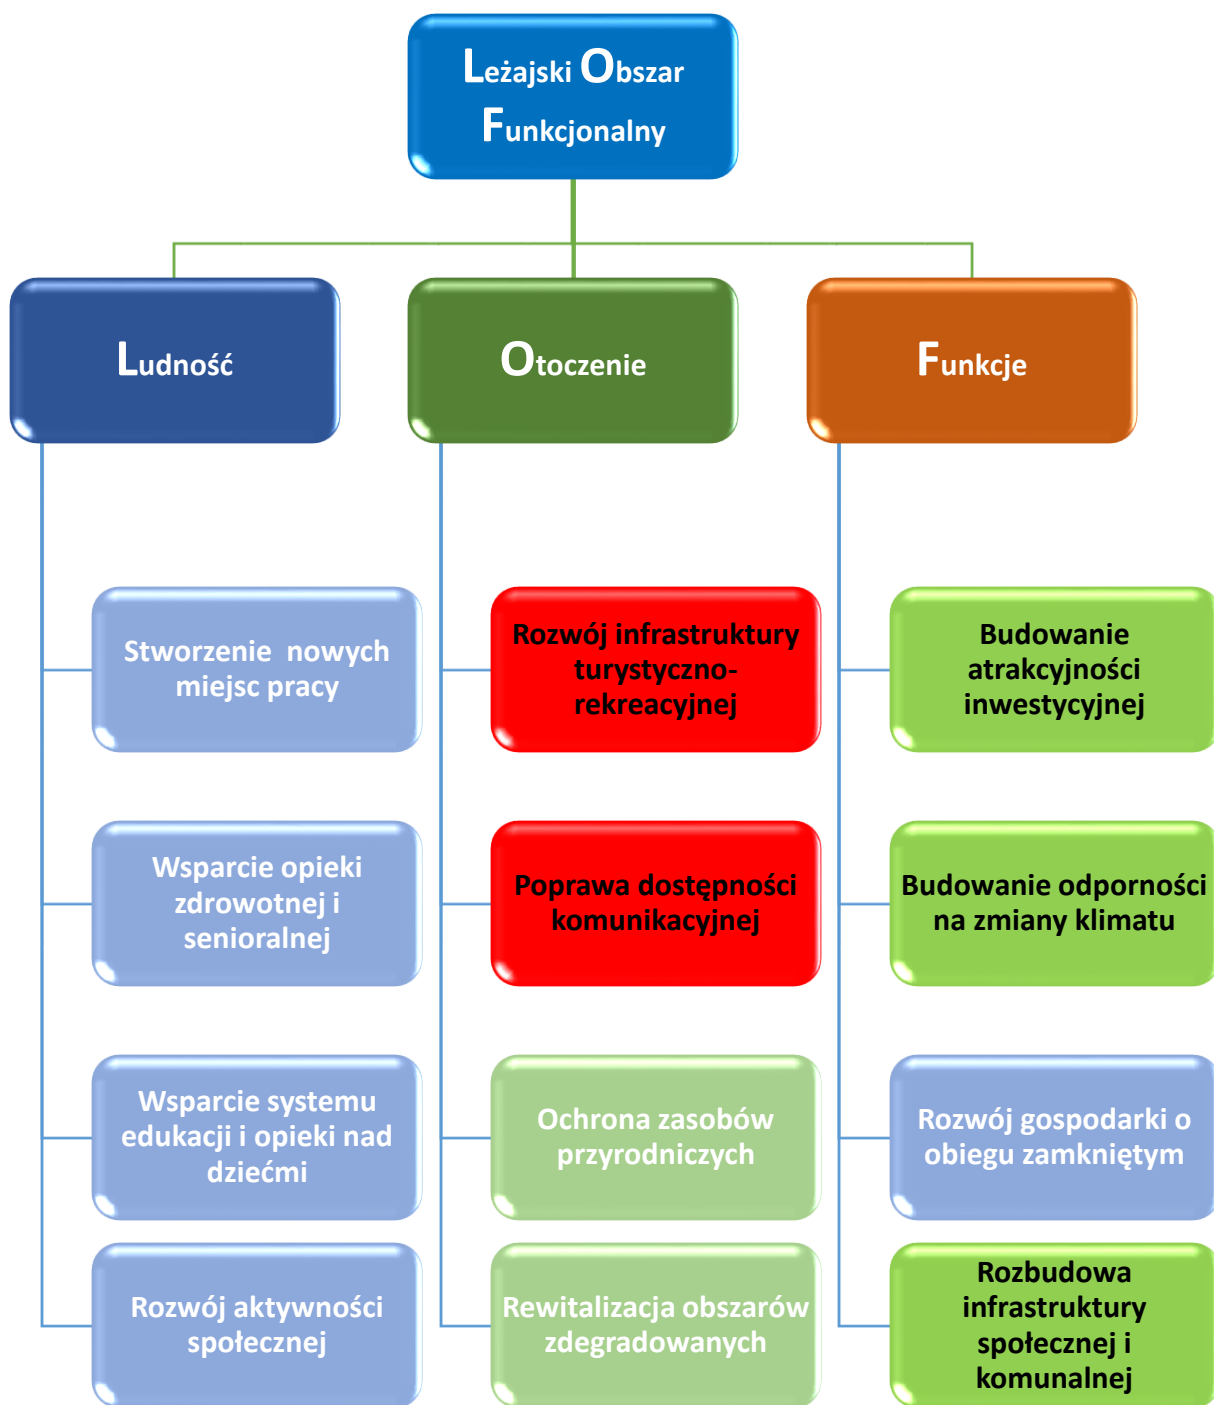 Leżajski Obszar
Funkcjonalny
Ludność
Otoczenie
Funkcje
Stworzenie nowych
miejsc pracy
Wsparcie opieki
zdrowotnej i
senioralnej
Wsparcie systemu
edukacji i opieki nad
dziećmi
Rozwój aktywności
społecznej
Rozwój infrastruktury
turystyczno-
rekreacyjnej
Poprawa dostępności
komunikacyjnej
Ochrona zasobów
przyrodniczych
Rewitalizacja obszarów
zdegradowanych
Budowanie
atrakcyjności
inwestycyjnej
Budowanie odporności
na zmiany klimatu
Rozwój gospodarki o
obiegu zamkniętym
Rozbudowa
infrastruktury
społecznej i
komunalnej